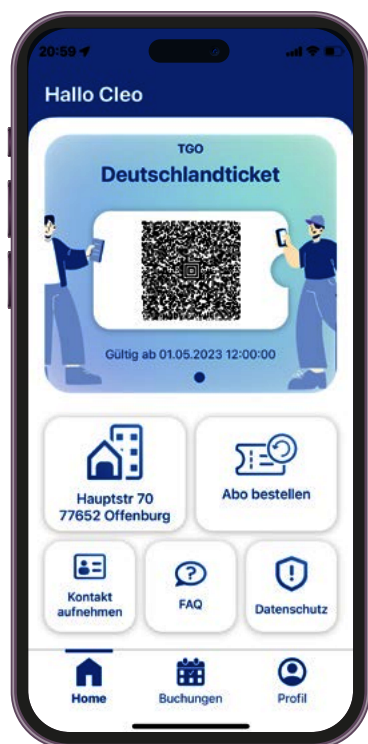 20:59
Hallo Cleo
TGO
Deutschlandticket
Gültig ab 01.05.2023 12:00:00
Hauptstr 70
77652 Offenburg
Abo bestellen
Kontakt
aufnehmen
FAQ
Datenschutz
Home
Buchungen
Profil